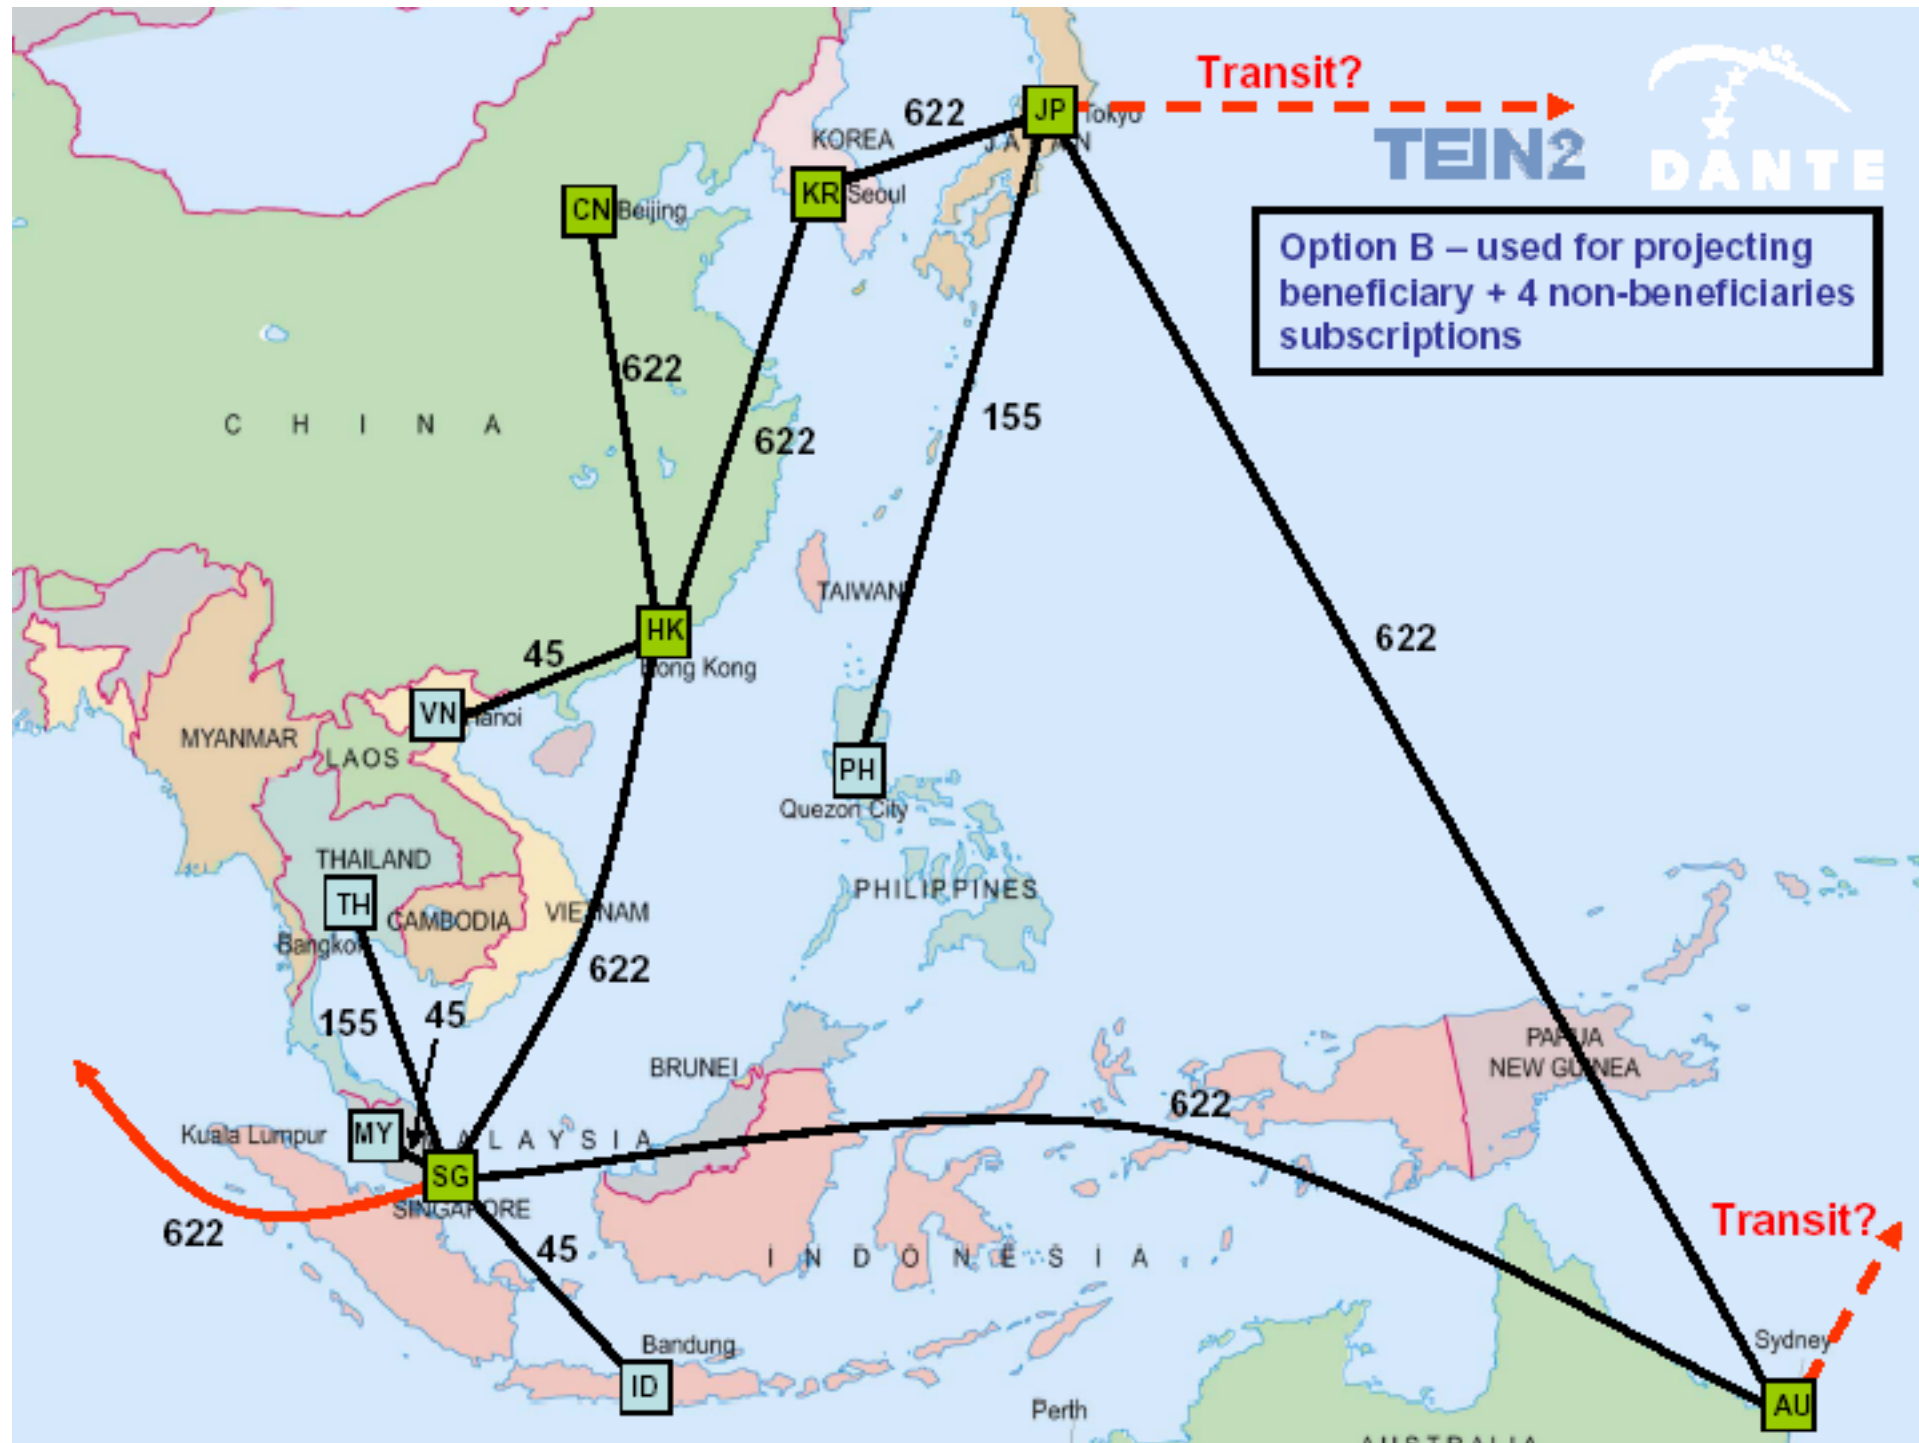 Transit?
JP
Tokyo
622
KOREA
JAPAN
TEIN2
DANTE
KR
Seoul
CN
Beijing
Option B – used for projecting
beneficiary + 4 non-beneficiaries
subscriptions
622
155
622
C H I N A
TAIWAN
HK
622
45
Hong Kong
VN
Hanoi
MYANMAR
LAOS
PH
Quezon City
THAILAND
PHILIPPINES
TH
CAMBODIA
VIETNAM
Bangkok
622
155
45
PAPUA
NEW GUINEA
BRUNEI
622
MY
Kuala Lumpur
MALAYSIA
SG
SINGAPORE
Transit?
622
45
I N D O N E S I A
Bandung
Sydney
ID
Perth
AU
AUSTRALIA